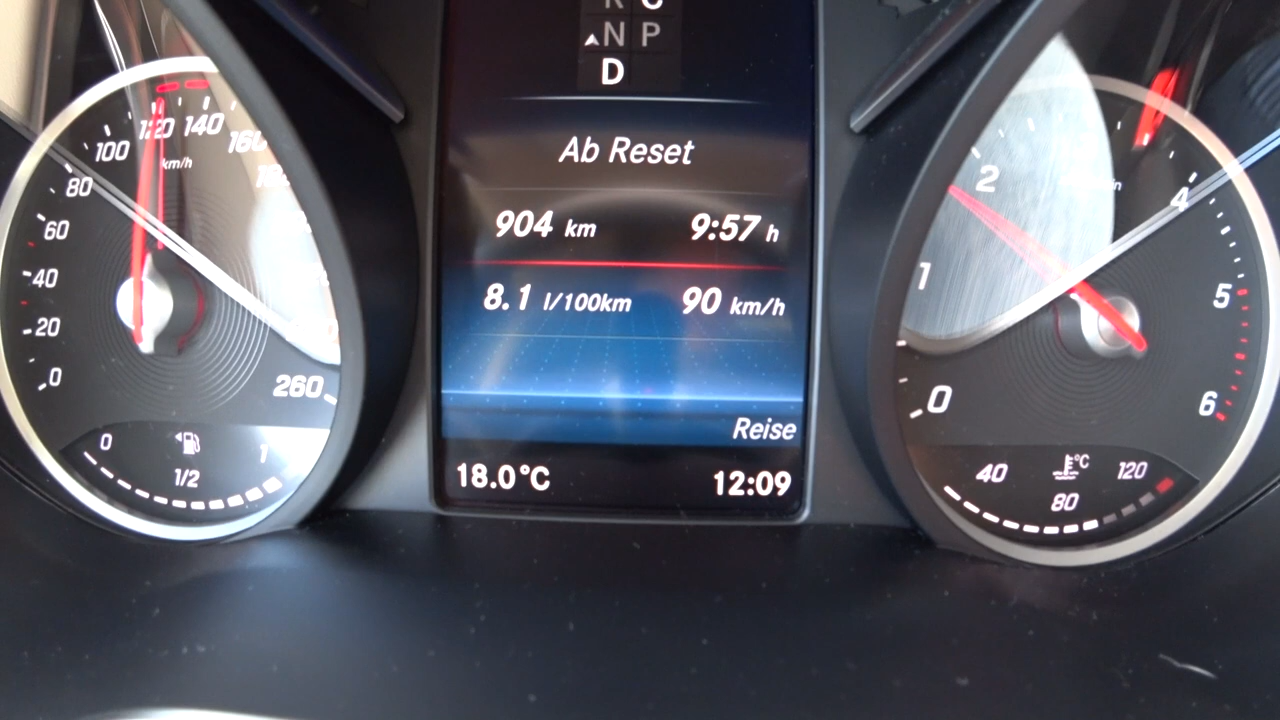 R C
N P
D
Ab Reset
904 km 9:57 h
8.1 l/100km 90 km/h
Reise
18.0°C 12:09
0
20
40
60
80
100
120
140
160
260
km/h
0 1/2 1
0
1
2
4
5
6
40 80 120
°C